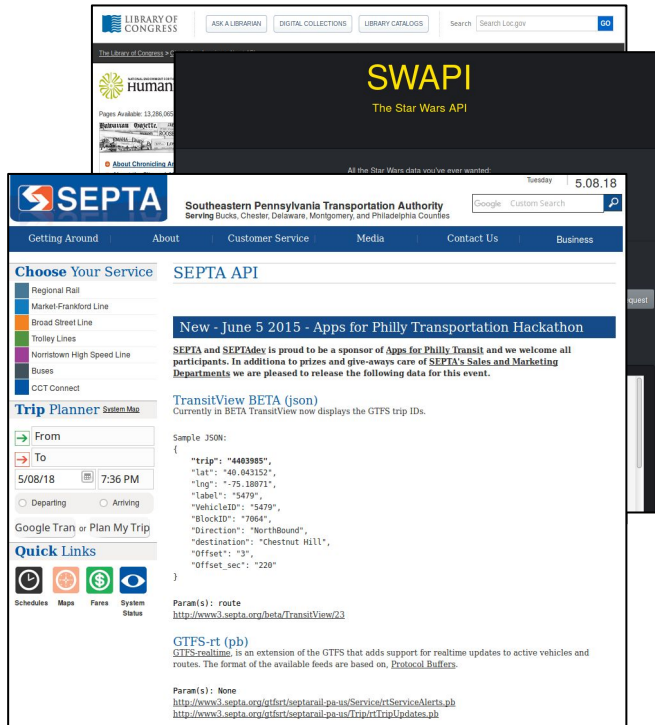 LIBRARY OF
CONGRESS
ASK A LIBRARIAN
DIGITAL COLLECTIONS
LIBRARY CATALOGS
Search
Search Loc.gov
GO
The Library of Congress >
Human
Pages Available: 13,286,065
About Chronicling
SWAPI
The Star Wars API
All the Star Wars data you've ever wanted:
quest
SEPTA
Southeastern Pennsylvania Transportation Authority
Serving Bucks, Chester, Delaware, Montgomery, and Philadelphia Counties
Tuesday
5.08.18
Google Custom Search
Getting Around
About
Customer Service
Media
Contact Us
Business
Choose Your Service
Regional Rail
Market-Frankford Line
Broad Street Line
Trolley Lines
Norristown High Speed Line
Buses
CCT Connect
Trip Planner System Map
From
To
5/08/18
7:36 PM
Departing
Arriving
Google Tran or Plan My Trip
Quick Links
Schedules
Maps
Fares
System
Status
SEPTA API
New - June 5 2015 - Apps for Philly Transportation Hackathon
SEPTA and SEPTAdev is proud to be a sponsor of Apps for Philly Transit and we welcome all
participants. In additiona to prizes and give-aways care of SEPTA's Sales and Marketing
Departments we are pleased to release the following data for this event.
TransitView BETA (json)
Currently in BETA TransitView now displays the GTFS trip IDs.
Sample JSON:
{
"trip": "4403985",
"lat": "40.043152",
"lng": "-75.18071",
"label": "5479",
"VehicleID": "5479",
"BlockID": "7064",
"Direction": "NorthBound",
"destination": "Chestnut Hill",
"Offset": "3",
"Offset_sec": "220"
}
Param(s): route
http://www3.septa.org/beta/TransitView/23
GTFS-rt (pb)
GTFS-realtime, is an extension of the GTFS that adds support for realtime updates to active vehicles and
routes. The format of the available feeds are based on, Protocol Buffers.
Param(s): None
http://www3.septa.org/gtfsrt/septarail-pa-us/Service/rtServiceAlerts.pb
http://www3.septa.org/gtfsrt/septarail-pa-us/Trip/rtTripUpdates.pb